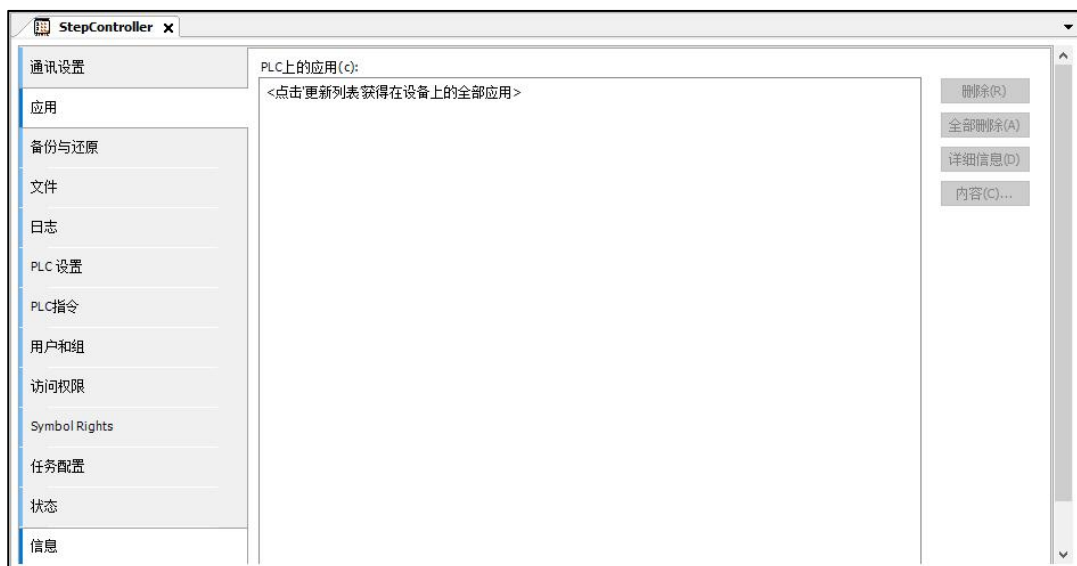 StepController
通讯设置
应用
备份与还原
文件
日志
PLC 设置
PLC指令
用户和组
访问权限
Symbol Rights
任务配置
状态
信息
PLC上的应用(c):
<点击'更新列表'获得在设备上的全部应用>
删除(R)
全部删除(A)
详细信息(D)
内容(C)...